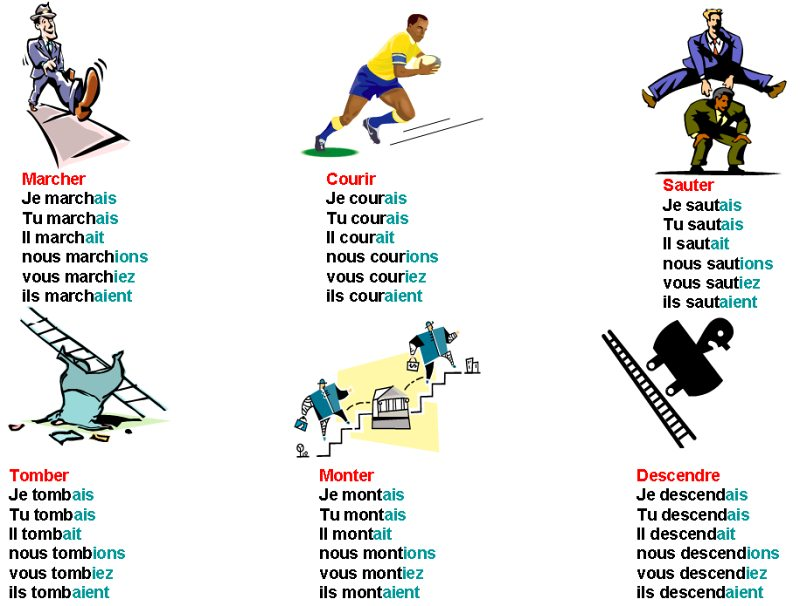 Marcher
Je marchais
Tu marchais
Il marchait
nous marchions
vous marchiez
ils marchaient
Courir
Je courais
Tu courais
Il courait
nous courions
vous couriez
ils couraient
Sauter
Je sautais
Tu sautais
Il sautait
nous sautions
vous sautiez
ils sautaient
Tomber
Je tombais
Tu tombais
Il tombait
nous tombions
vous tombiez
ils tombaient
Monter
Je montais
Tu montais
Il montait
nous montions
vous montiez
ils montaient
Descendre
Je descendais
Tu descendais
Il descendait
nous descendions
vous descendiez
ils descendaient